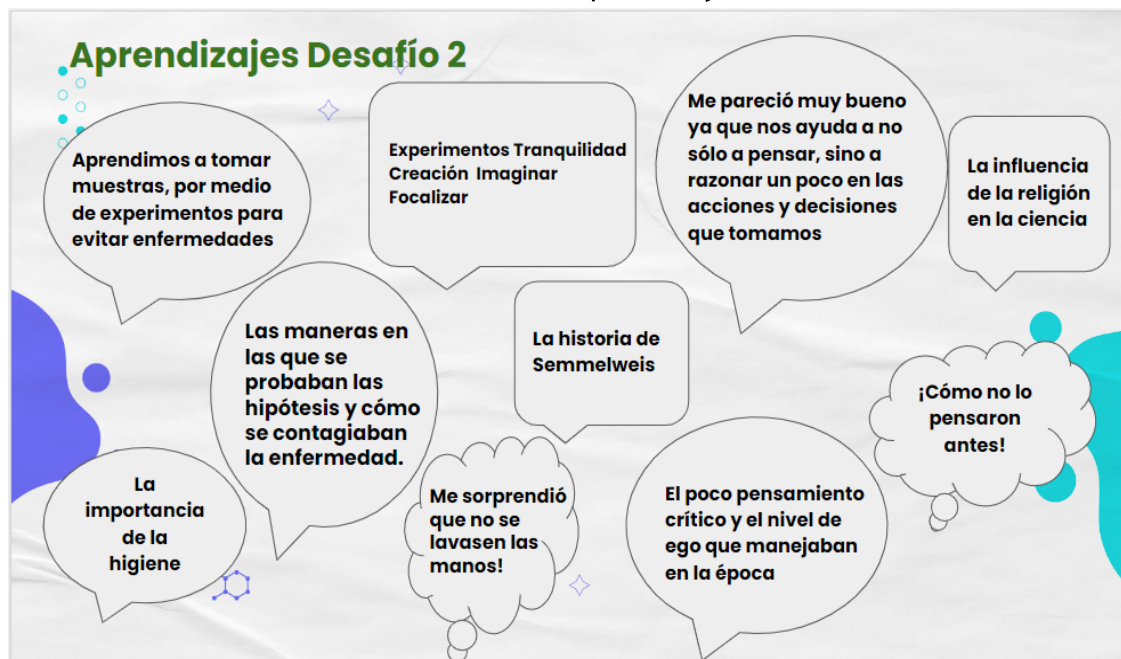 Aprendizajes Desafío 2
Aprendimos a tomar
muestras, por medio
de experimentos para
evitar enfermedades
Experimentos Tranquilidad
Creación Imaginar
Focalizar
Me pareció muy bueno
ya que nos ayuda a no
sólo a pensar, sino a
razonar un poco en las
acciones y decisiones
que tomamos
La influencia
de la religión
en la ciencia
Las maneras en
las que se
probaban las
hipótesis y cómo
se contagiaban
la enfermedad.
La historia de
Semmelweis
¡Cómo no lo
pensaron
antes!
La
importancia
de la
higiene
Me sorprendió
que no se
lavasen las
manos!
El poco pensamiento
crítico y el nivel de
ego que manejaban
en la época